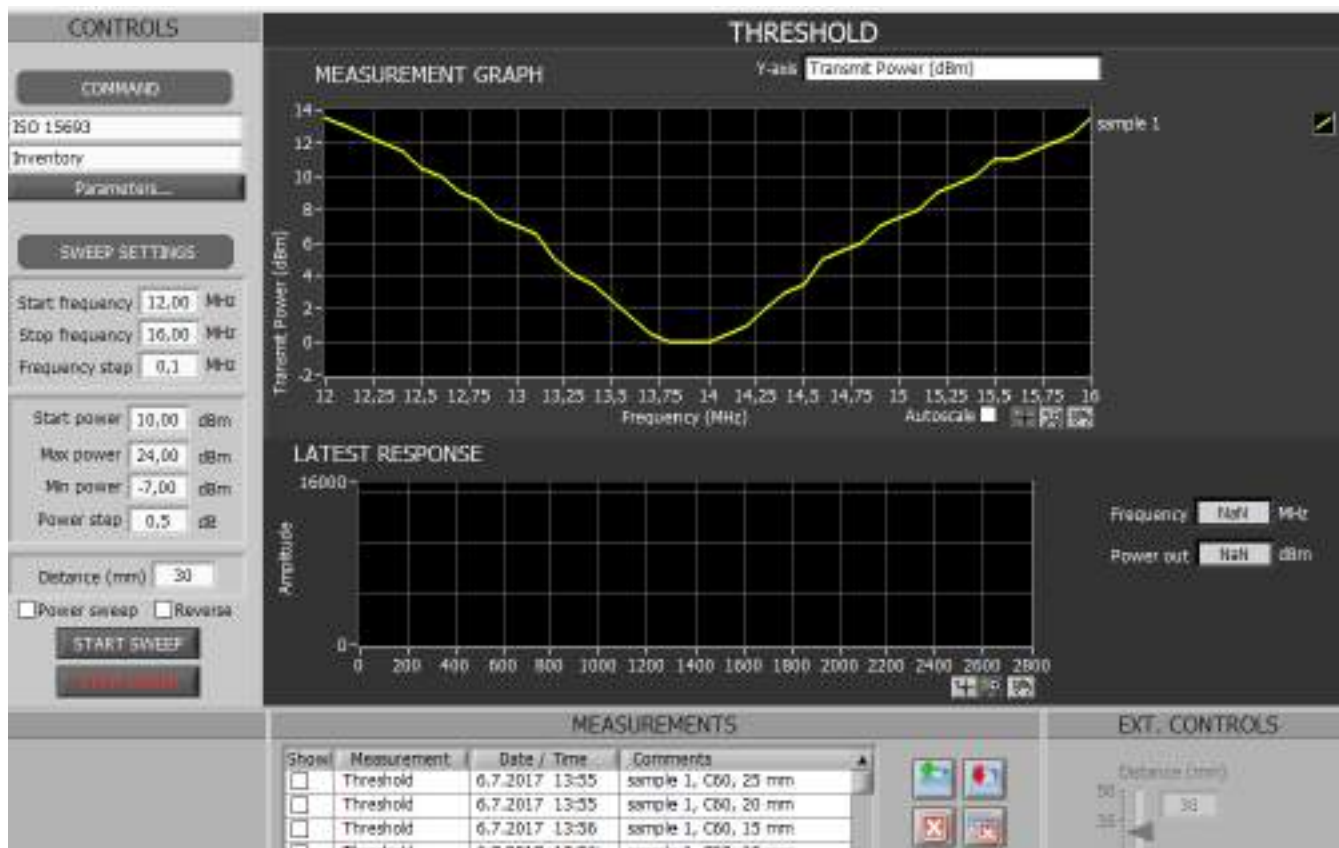 CONTROLS
COMMAND
ISO 15693
Inventory
Parameters...
SWEEP SETTINGS
Start frequency 12,00 MHz
Stop frequency 16,00 MHz
Frequency step 0,1 MHz
Start power 10,00 dBm
Max power 24,00 dBm
Min power -7,00 dBm
Power step 0,5 dB
Distance (mm) 30
Power sweep Reverse
START SWEEP
THRESHOLD
MEASUREMENT GRAPH
Y-axis Transmit Power (dBm)
sample 1
Transmit Power (dBm)
14
12
10
8
6
4
2
0
-2
12 12,25 12,5 12,75 13 13,25 13,5 13,75 14 14,25 14,5 14,75 15 15,25 15,5 15,75 16
Frequency (MHz)
Autoscale
LATEST RESPONSE
Amplitude
16000
0
0 200 400 600 800 1000 1200 1400 1600 1800 2000 2200 2400 2600 2800
Frequency NaN MHz
Power out NaN dBm
MEASUREMENTS
Show Measurement Date / Time Comments
Threshold 6.7.2017 13:55 sample 1, C60, 25 mm
Threshold 6.7.2017 13:55 sample 1, C60, 20 mm
Threshold 6.7.2017 13:56 sample 1, C60, 15 mm
EXT. CONTROLS
Distance (mm)